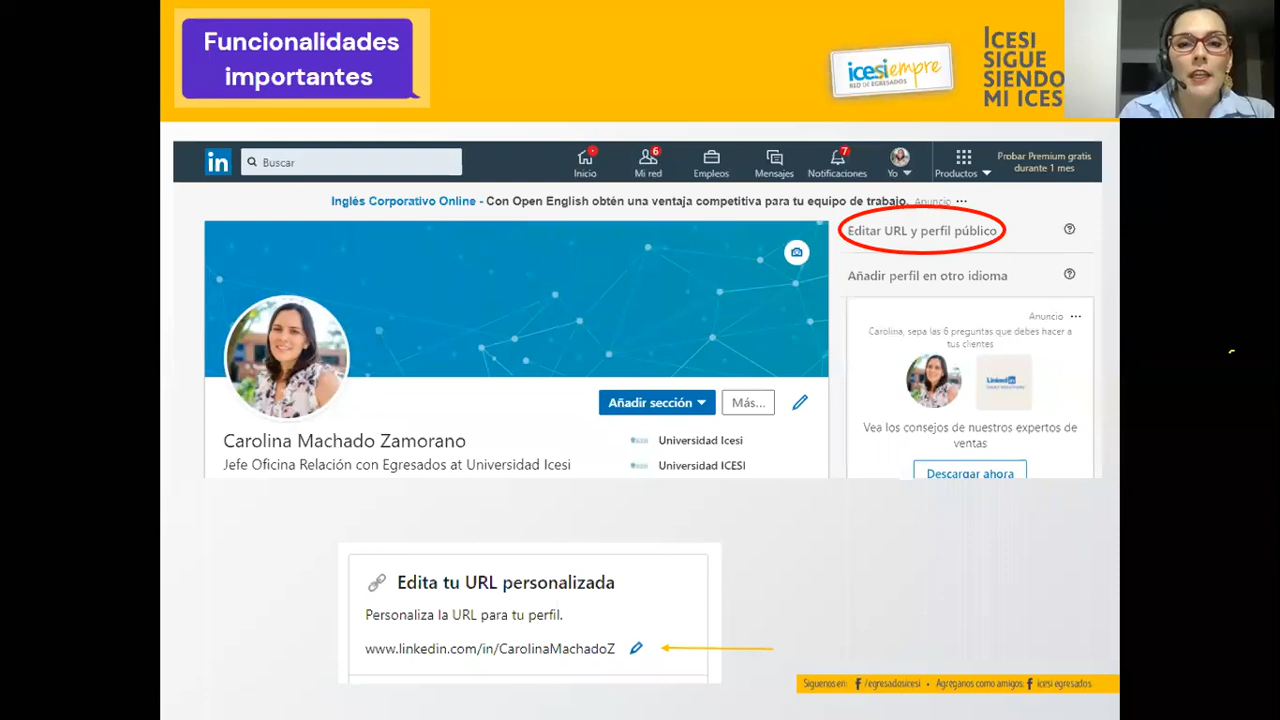 Funcionalidades
importantes
icesiempre
RED DE EGRESADOS
ICESI
SIGUE
SIENDO
MI ICES
in
Buscar
Inicio
6
Mi red
Empleos
Mensajes
7
Notificaciones
Yo
Productos
Probar Premium gratis
durante 1 mes
Inglés Corporativo Online - Con Open English obtén una ventaja competitiva para tu equipo de trabajo. Anuncio ...
Editar URL y perfil público
Añadir perfil en otro idioma
Anuncio ...
Carolina, sepa las 6 preguntas que debes hacer a
tus clientes
LinkedIn
Vea los consejos de nuestros expertos de
ventas
Descargar ahora
Añadir sección
Más...
Carolina Machado Zamorano
Jefe Oficina Relación con Egresados at Universidad Icesi
Universidad Icesi
Universidad ICESI
Edita tu URL personalizada
Personaliza la URL para tu perfil.
www.linkedin.com/in/CarolinaMachadoZ
Síguenos en: f /egresadosicesi • Agréganos como amigos: f icesi egresados